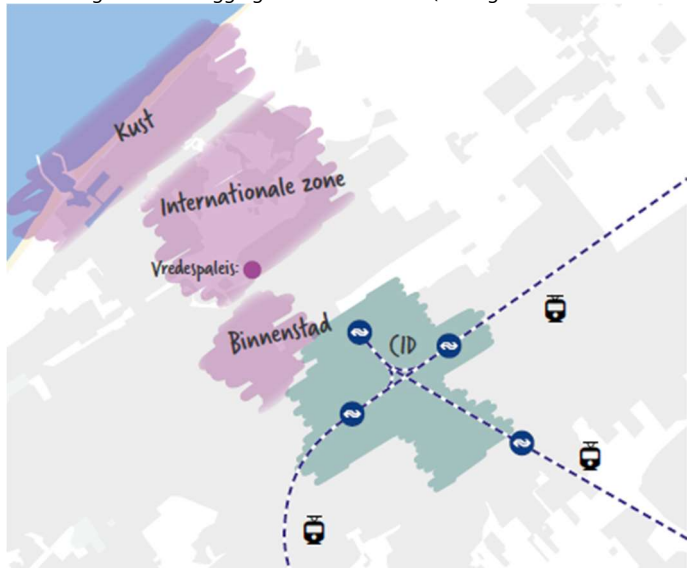 Kust
Internationale zone
Vredespaleis:
Binnenstad
CID